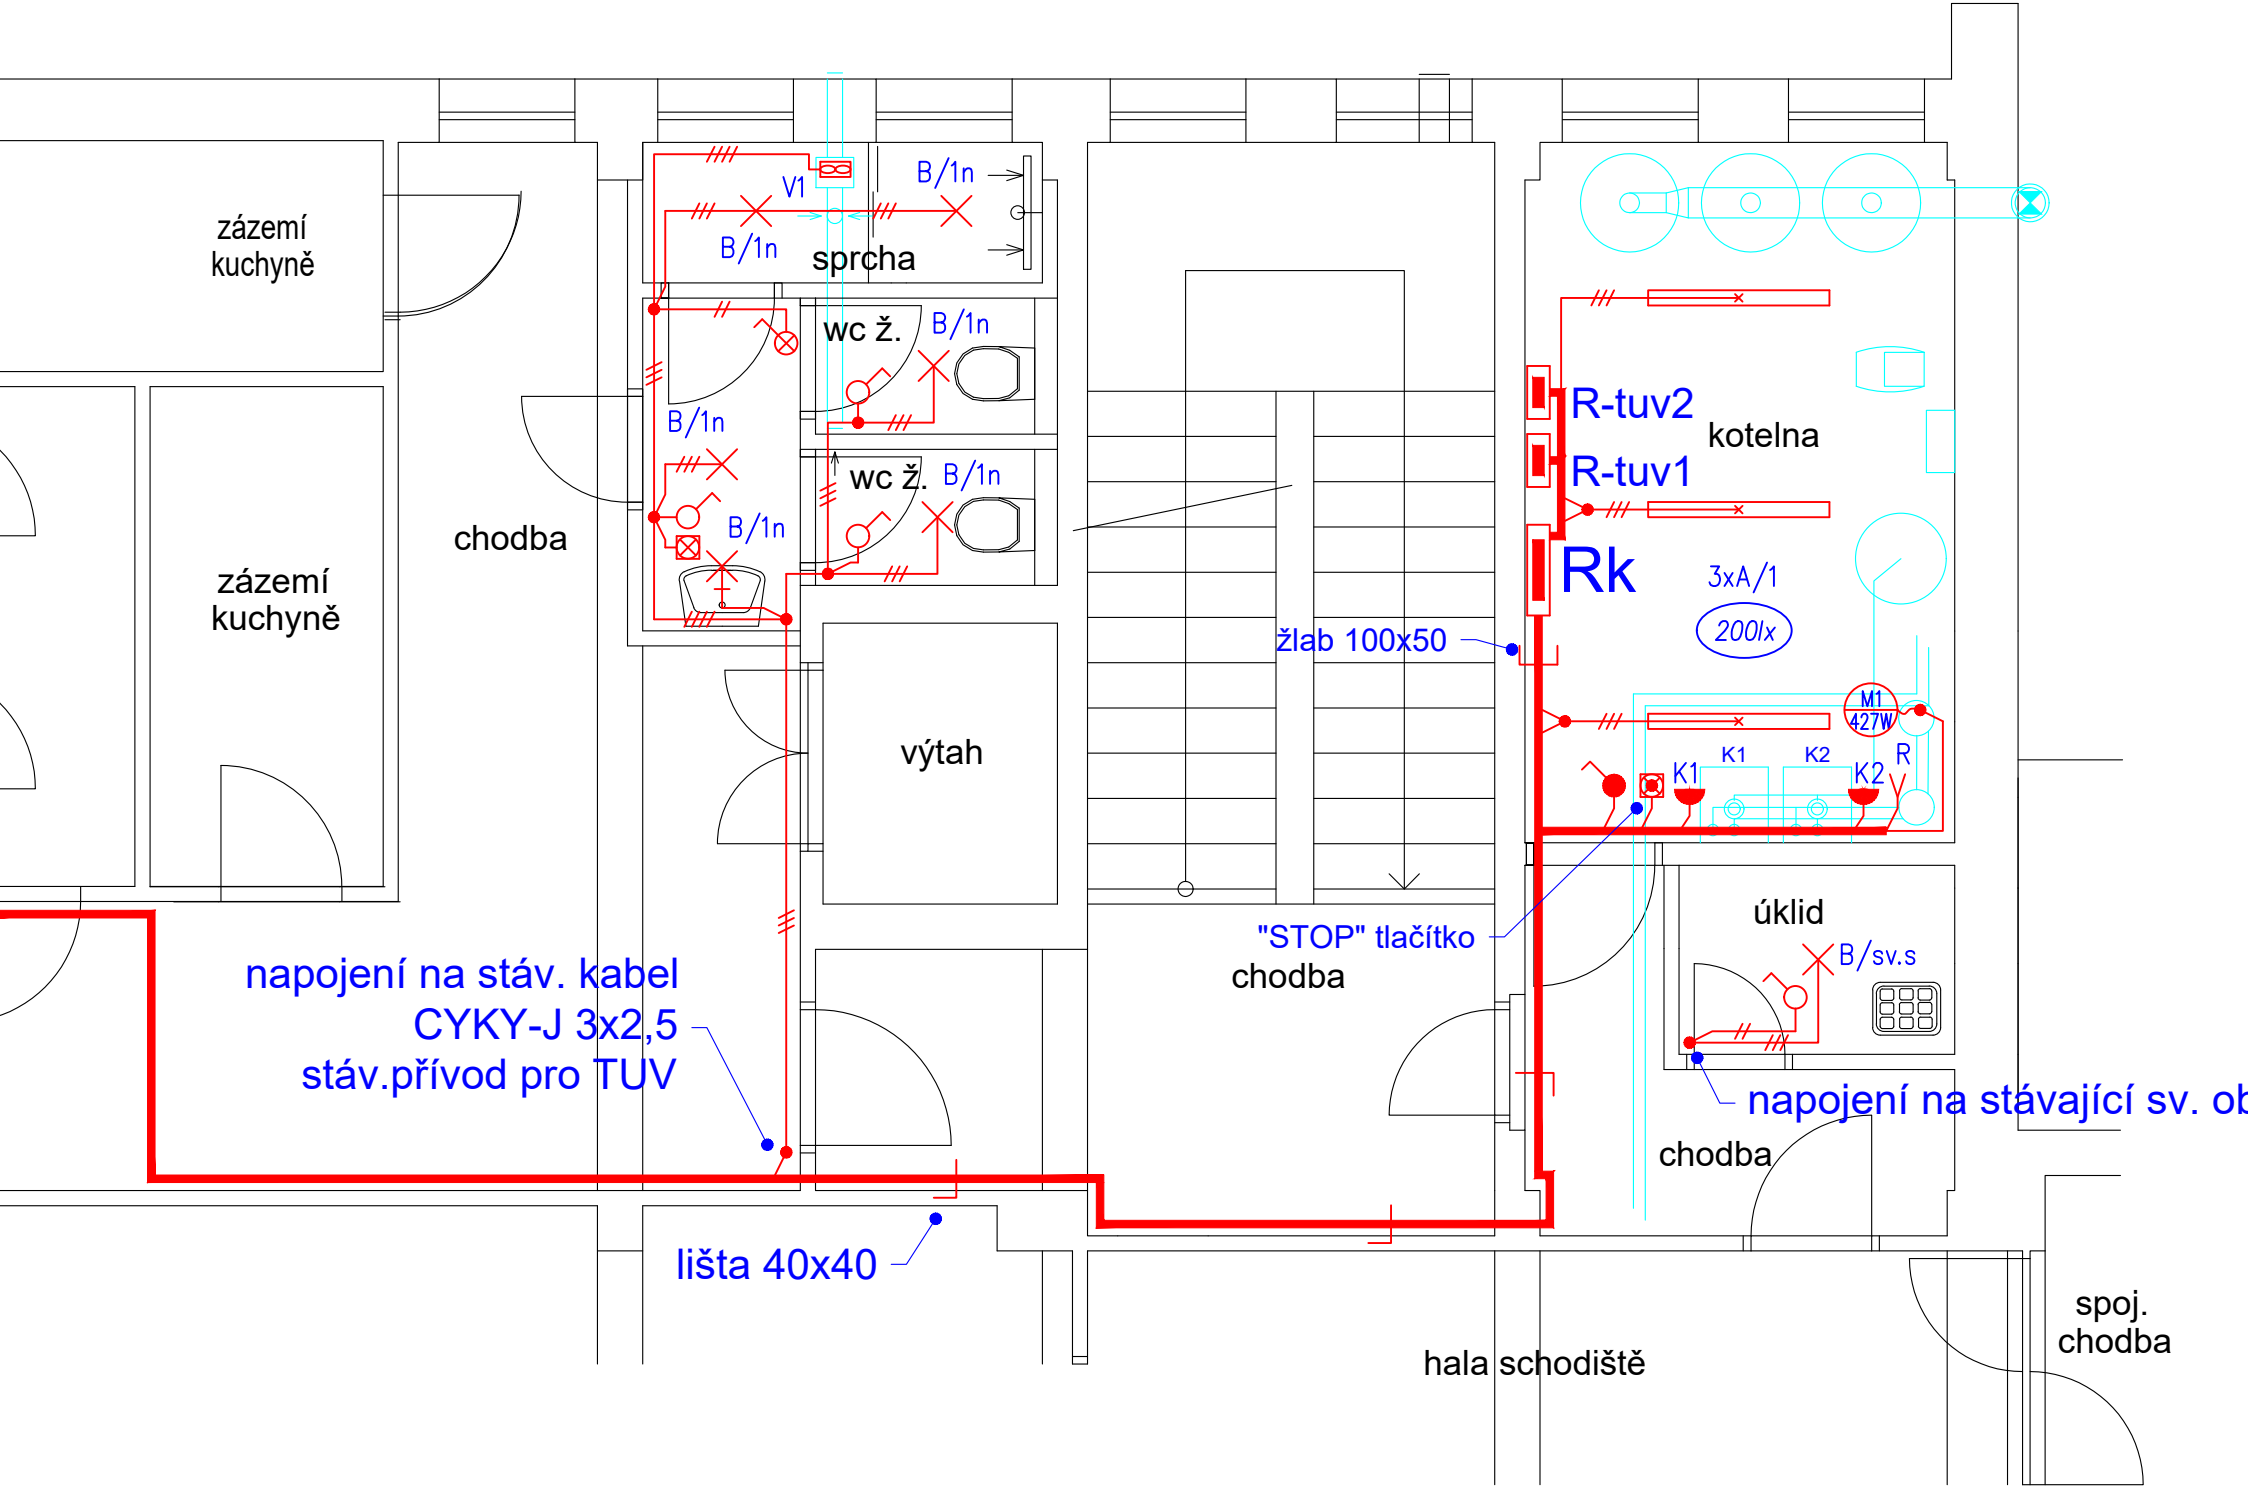 V1
B/1n
zázemí
kuchyně
B/1n
sprcha
wc ž.
B/1n
R-tuv2
B/1n
kotelna
R-tuv1
wc ž.
B/1n
B/1n
chodba
zázemí
kuchyně
Rk
3xA/1
200lx
žlab 100x50
M1
427W
výtah
K1
K1
K2
K2
R
úklid
"STOP" tlačítko
chodba
B/sv.s
napojení na stáv. kabel
CYKY-J 3x2,5
stáv.přívod pro TUV
napojení na stávající sv. ob
chodba
lišta 40x40
spoj.
chodba
hala schodiště